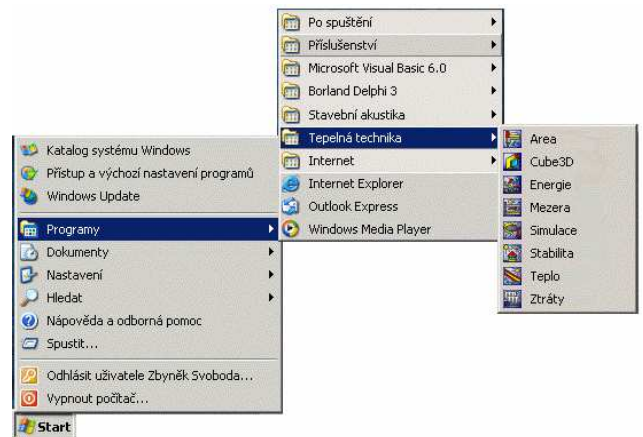 Po spuštění
Příslušenství
Microsoft Visual Basic 6.0
Borland Delphi 3
Stavební akustika
Tepelná technika
Internet
Internet Explorer
Outlook Express
Windows Media Player
Area
Cube3D
Energie
Mezera
Simulace
Stabilita
Teplo
Ztráty
Katalog systému Windows
Přístup a výchozí nastavení programů
Windows Update
Programy
Dokumenty
Nastavení
Hledat
Nápověda a odborná pomoc
Spustit...
Odhlásit uživatele Zbyněk Svoboda...
Vypnout počítač...
Start